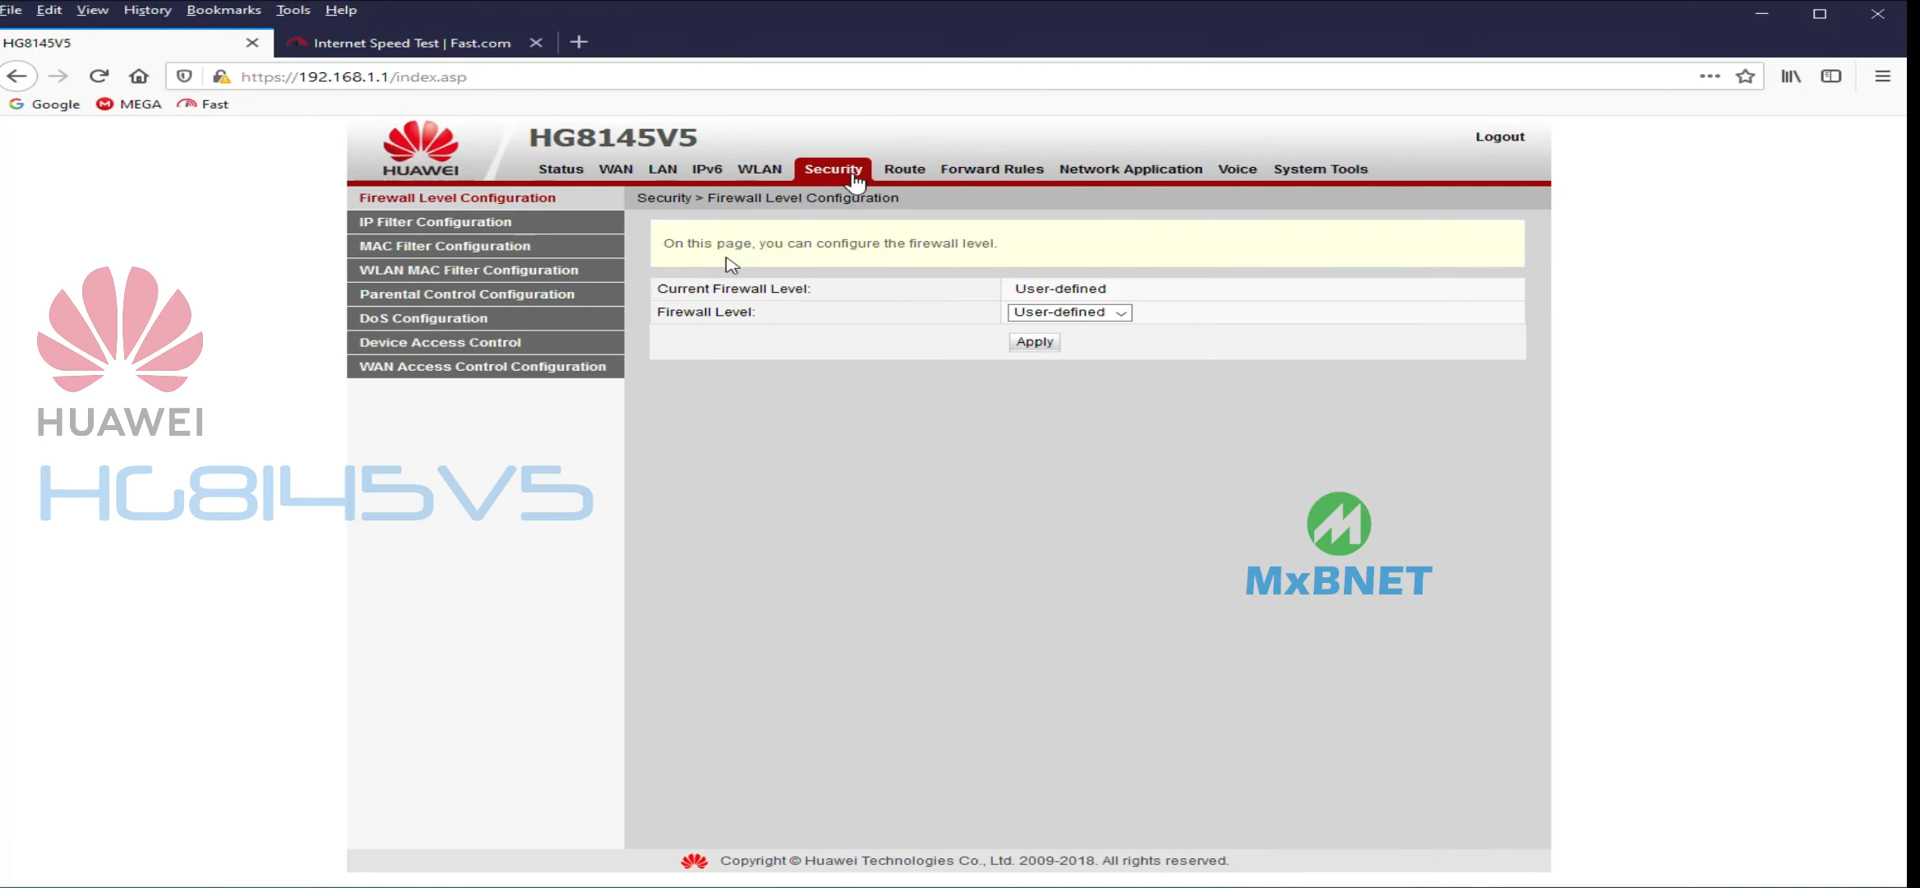 File Edit View History Bookmarks Tools Help
HG8145V5
Internet Speed Test | Fast.com
https://192.168.1.1/index.asp
Google MEGA Fast
HUAWEI
HG8145V5
Logout
Status WAN LAN IPv6 WLAN Security Route Forward Rules Network Application Voice System Tools
Firewall Level Configuration
IP Filter Configuration
MAC Filter Configuration
WLAN MAC Filter Configuration
Parental Control Configuration
DoS Configuration
Device Access Control
WAN Access Control Configuration
Security > Firewall Level Configuration
On this page, you can configure the firewall level.
Current Firewall Level: User-defined
Firewall Level: User-defined
Apply
HUAWEI
HG8145V5
MxBNET
Copyright © Huawei Technologies Co., Ltd. 2009-2018. All rights reserved.